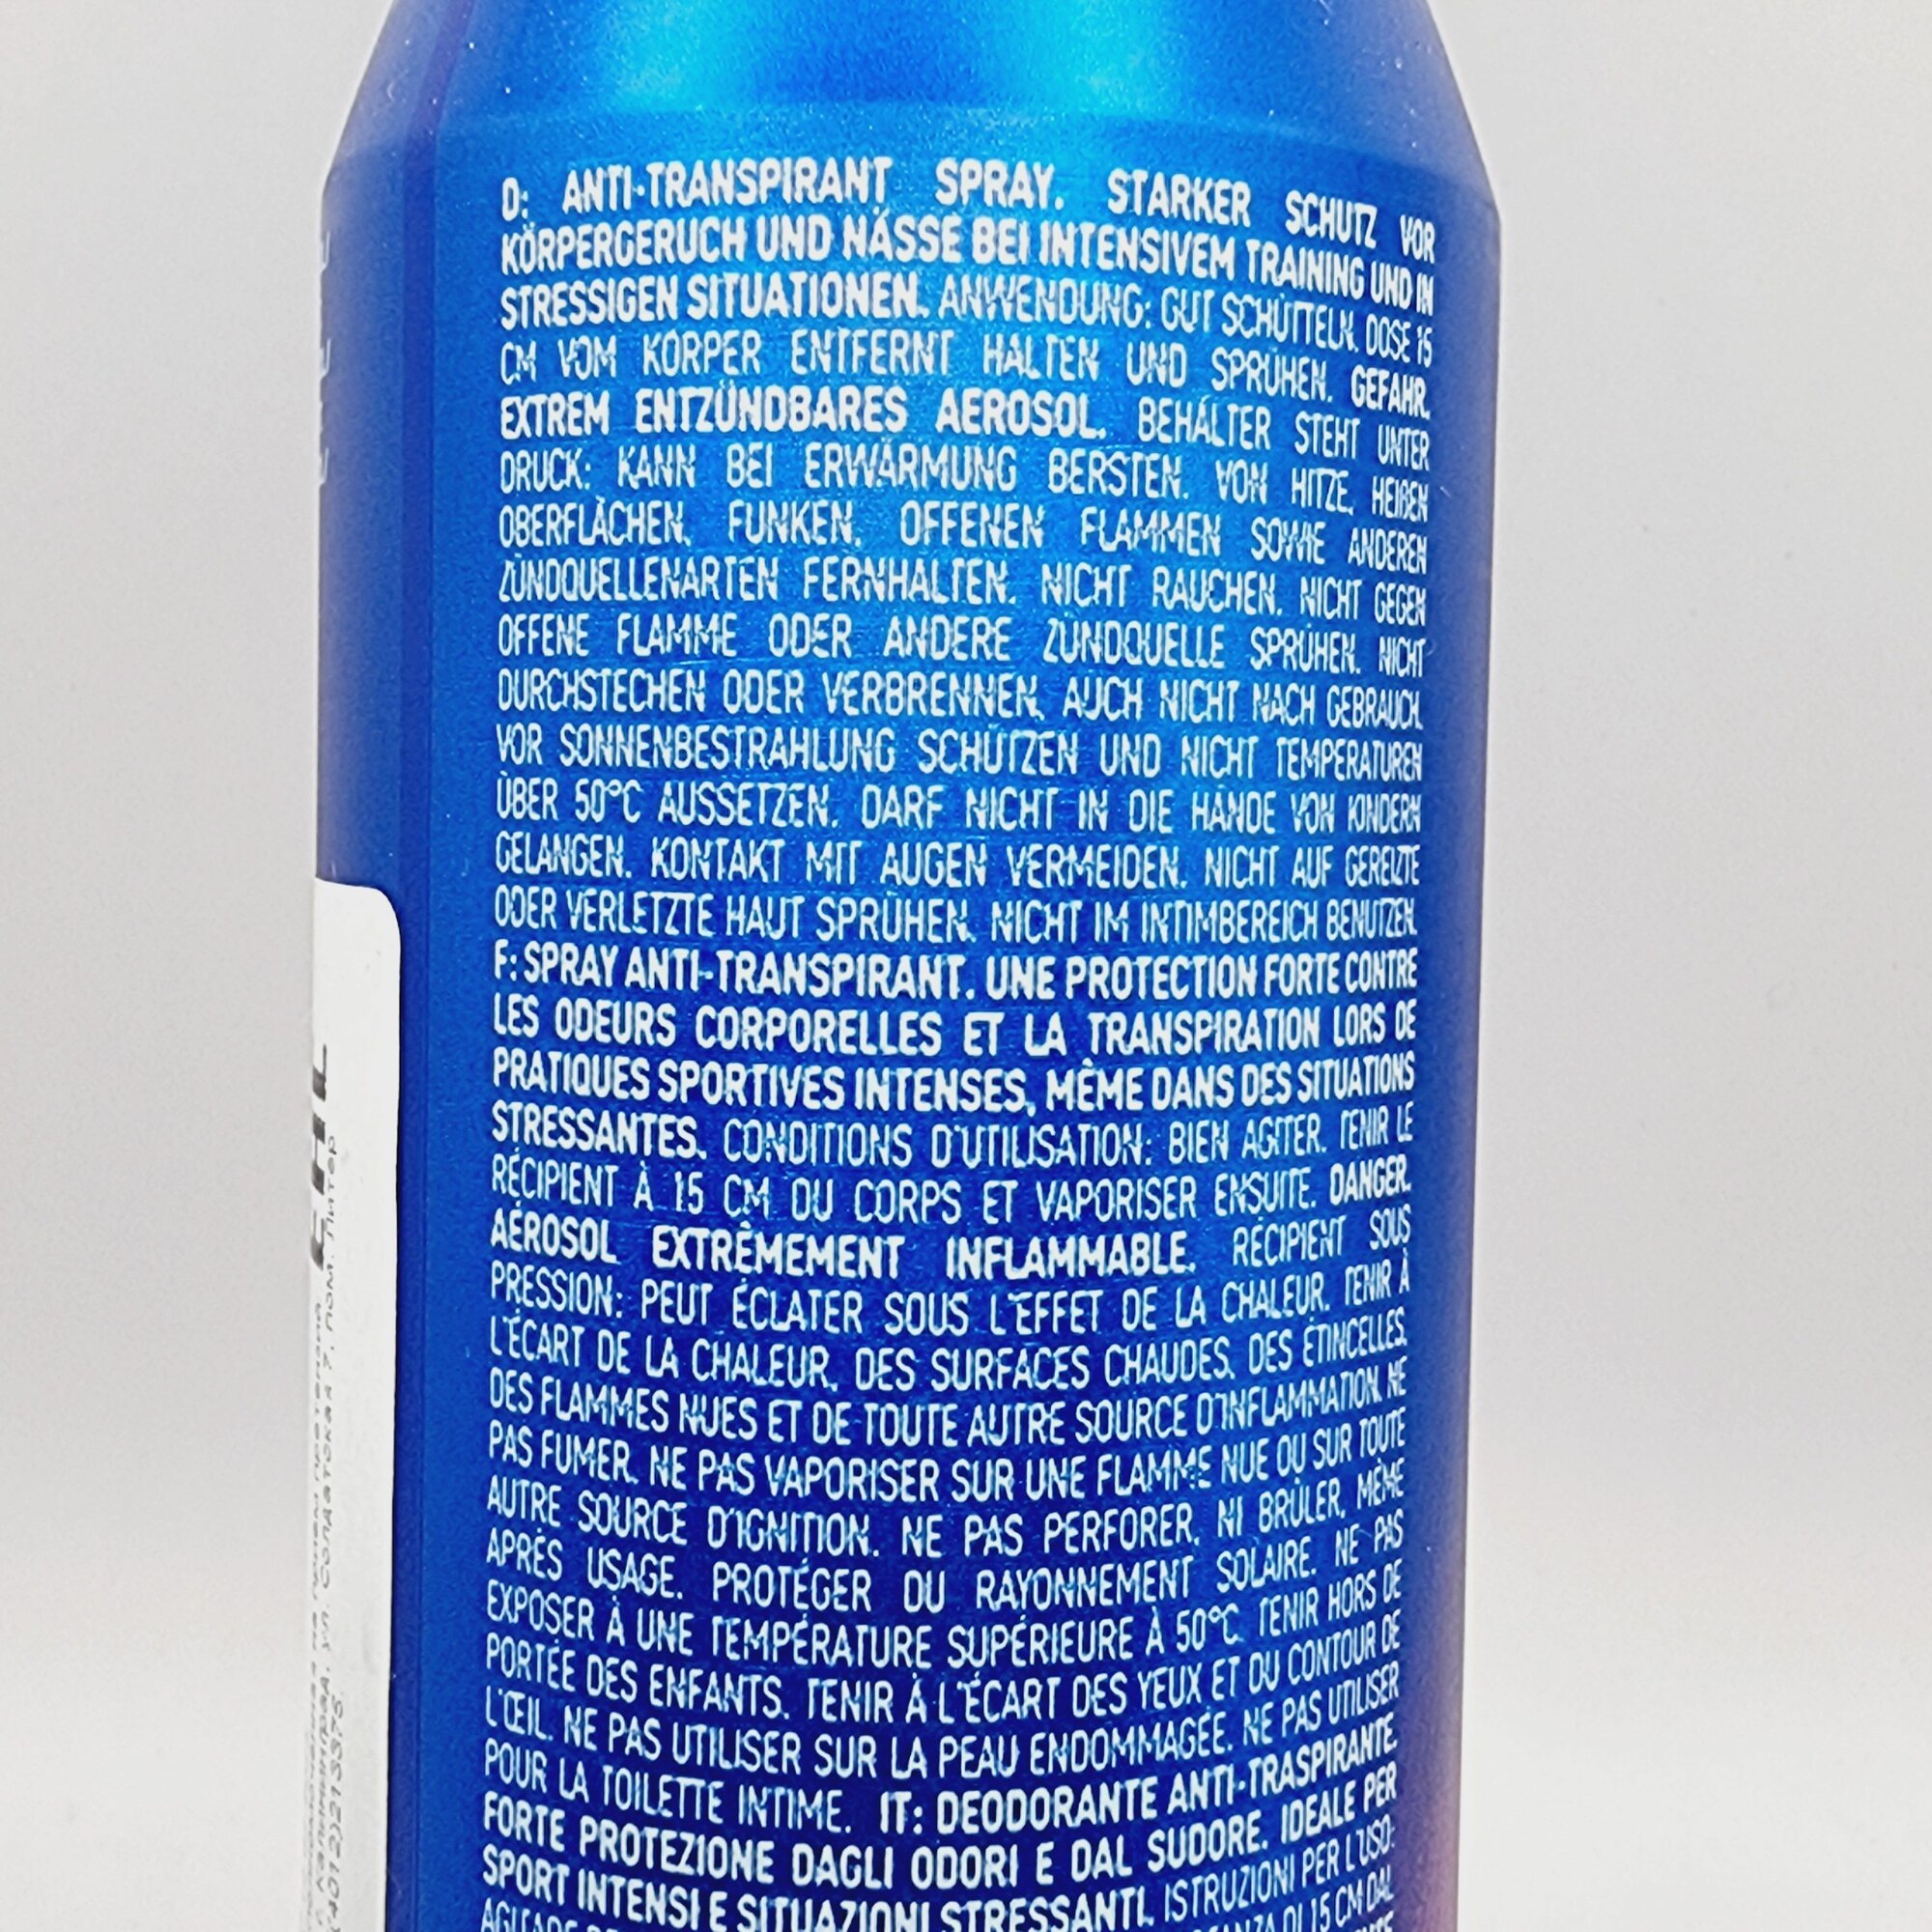 D: ANTI-TRANSPIRANT SPRAY. STARKER SCHUTZ VOR
KÖRPERGERUCH UND NÄSSE BEI INTENSIVEM TRAINING UND IN
STRESSIGEN SITUATIONEN. ANWENDUNG: GUT SCHÜTTELN. DOSE 15
CM VOM KÖRPER ENTFERNT HALTEN UND SPRÜHEN. GEFAHR.
EXTREM ENTZÜNDBARES AEROSOL. BEHÄLTER STEHT UNTER
DRUCK: KANN BEI ERWÄRMUNG BERSTEN. VON HITZE, HEIßEN
OBERFLÄCHEN, FUNKEN, OFFENEN FLAMMEN SOWIE ANDEREN
ZÜNDQUELLENARTEN FERNHALTEN. NICHT RAUCHEN. NICHT GEGEN
OFFENE FLAMME ODER ANDERE ZÜNDQUELLE SPRÜHEN. NICHT
DURCHSTECHEN ODER VERBRENNEN, AUCH NICHT NACH GEBRAUCH.
VOR SONNENBESTRAHLUNG SCHÜTZEN UND NICHT TEMPERATUREN
ÜBER 50°C AUSSETZEN. DARF NICHT IN DIE HÄNDE VON KINDERN
GELANGEN. KONTAKT MIT AUGEN VERMEIDEN. NICHT AUF GEREIZTE
ODER VERLETZTE HAUT SPRÜHEN. NICHT IM INTIMBEREICH BENUTZEN.
F: SPRAY ANTI-TRANSPIRANT. UNE PROTECTION FORTE CONTRE
LES ODEURS CORPORELLES ET LA TRANSPIRATION LORS DE
PRATIQUES SPORTIVES INTENSES, MÊME DANS DES SITUATIONS
STRESSANTES. CONDITIONS D'UTILISATION: BIEN AGITER. TENIR LE
RÉCIPIENT À 15 CM DU CORPS ET VAPORISER ENSUITE. DANGER.
AÉROSOL EXTRÊMEMENT INFLAMMABLE. RÉCIPIENT SOUS
PRESSION: PEUT ÉCLATER SOUS L'EFFET DE LA CHALEUR. TENIR À
L'ÉCART DE LA CHALEUR, DES SURFACES CHAUDES, DES ÉTINCELLES,
DES FLAMMES NUES ET DE TOUTE AUTRE SOURCE D'INFLAMMATION. NE
PAS FUMER. NE PAS VAPORISER SUR UNE FLAMME NUE OU SUR TOUTE
AUTRE SOURCE D'IGNITION. NE PAS PERFORER, NI BRÛLER, MÊME
APRÈS USAGE. PROTÉGER DU RAYONNEMENT SOLAIRE. NE PAS
EXPOSER À UNE TEMPÉRATURE SUPÉRIEURE À 50°C. TENIR HORS DE
PORTÉE DES ENFANTS. TENIR À L'ÉCART DES YEUX ET DU CONTOUR DE
L'ŒIL. NE PAS UTILISER SUR LA PEAU ENDOMMAGÉE. NE PAS UTILISER
POUR LA TOILETTE INTIME. IT: DEODORANTE ANTI-TRASPIRANTE.
FORTE PROTEZIONE DAGLI ODORI E DAL SUDORE. IDEALE PER
SPORT INTENSI E SITUAZIONI STRESSANTI. ISTRUZIONI PER L'USO:
DI 15 CM DAL